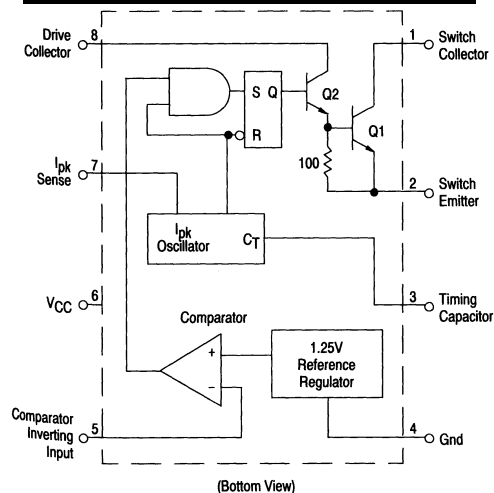 Drive
Collector
8
1
Switch
Collector
S Q
Q2
R
Q1
100
Ipk
Sense
7
2
Switch
Emitter
Ipk
Oscillator
CT
VCC
6
3
Timing
Capacitor
Comparator
+
−
1.25V
Reference
Regulator
Comparator
Inverting
Input
5
4
Gnd
(Bottom View)